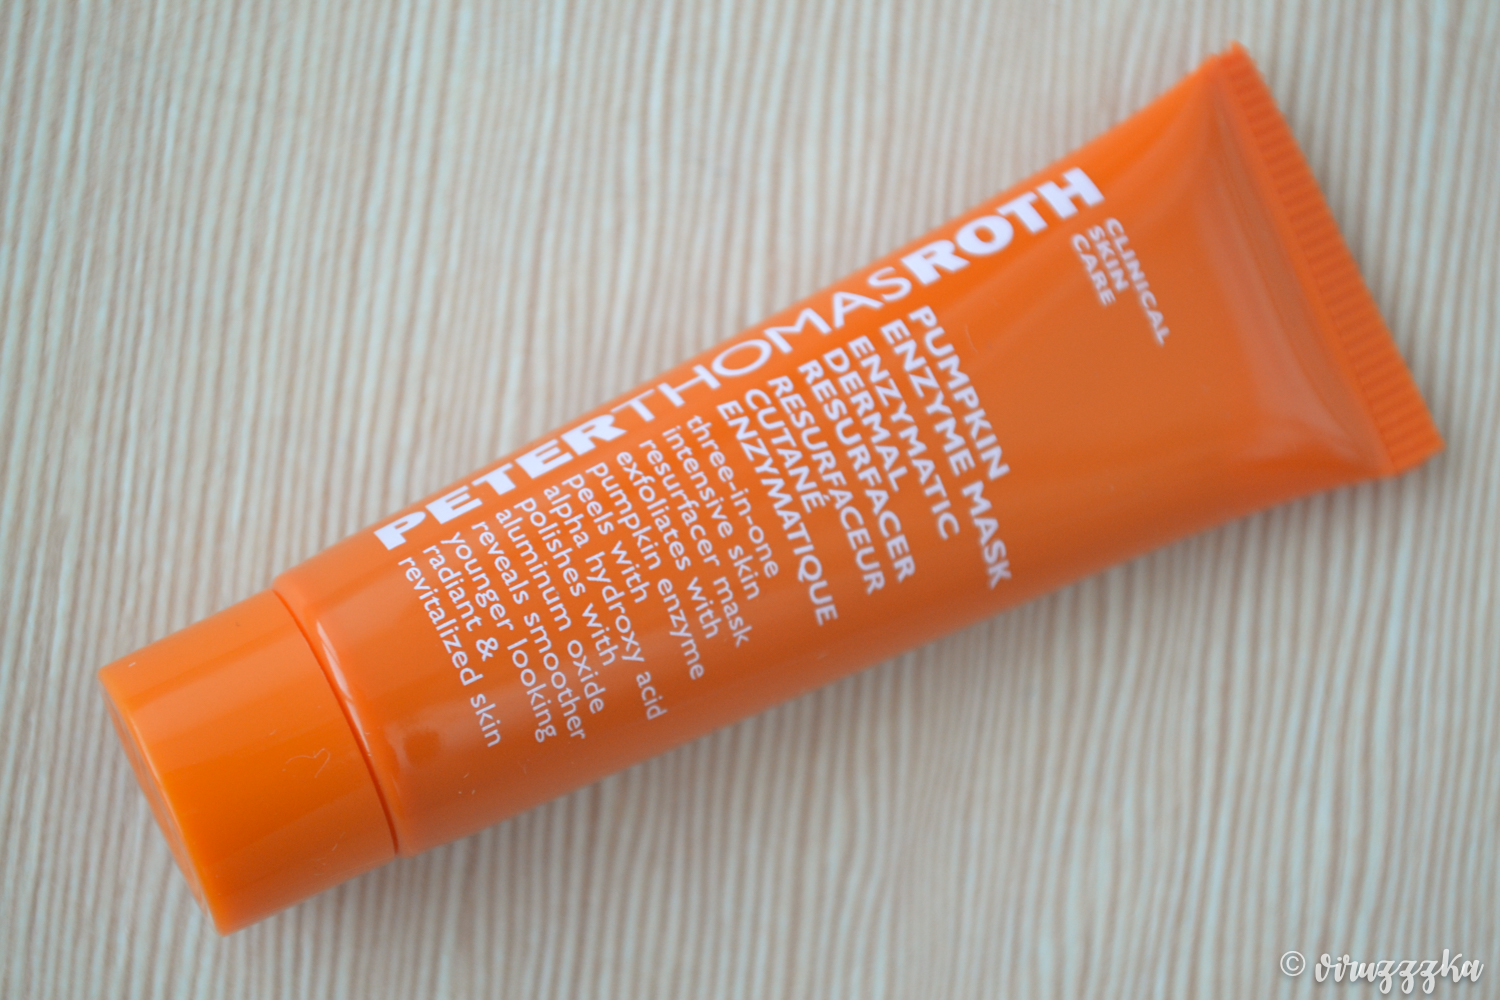 PETERTHOMASROTH
CLINICAL
SKIN
CARE
PUMPKIN
ENZYME MASK
ENZYMATIC
DERMAL
RESURFACER
RESURFACEUR
CUTANÉ
ENZYMATIQUE
three-in-one
intensive skin
resurfacer mask
exfoliates with
pumpkin enzyme
peels with
alpha hydroxy acid
polishes with
aluminum oxide
reveals smoother
younger looking
radiant &
revitalized skin
© viruzzzka